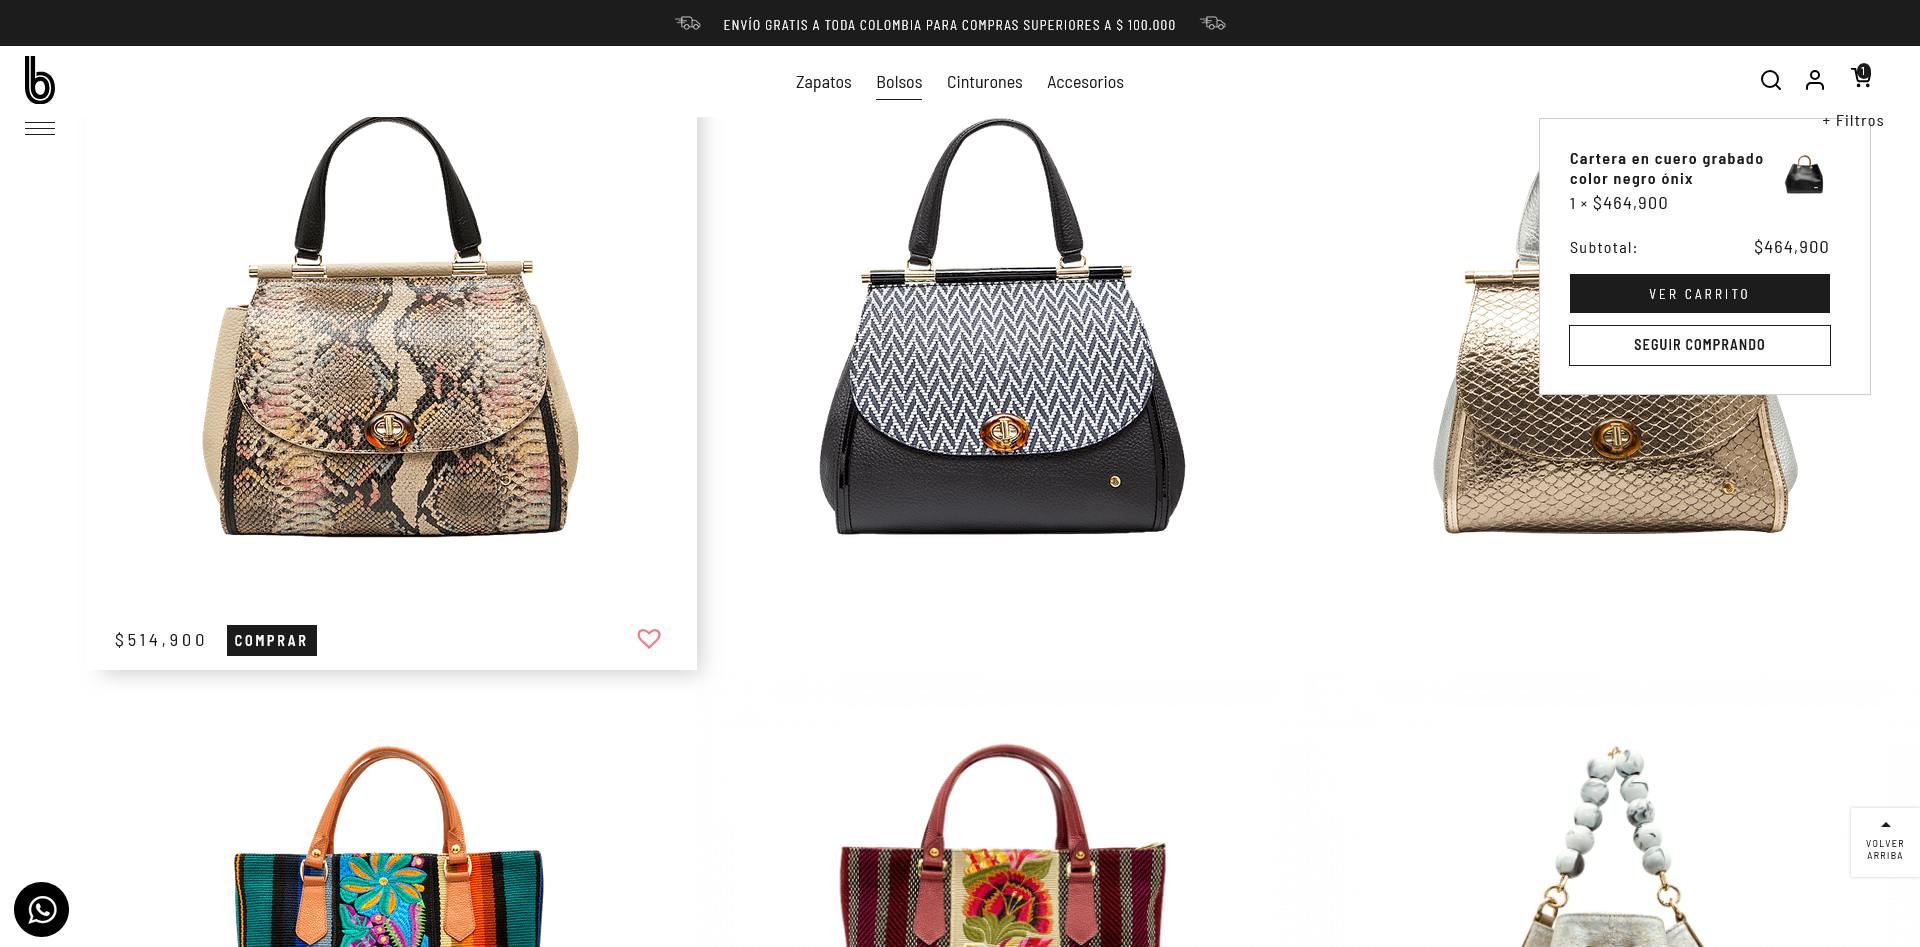 ENVÍO GRATIS A TODA COLOMBIA PARA COMPRAS SUPERIORES A $ 100.000
b
Zapatos Bolsos Cinturones Accesorios
1
+ Filtros
Cartera en cuero grabado
color negro ónix
1 × $464,900
Subtotal: $464,900
VER CARRITO
SEGUIR COMPRANDO
$514,900 COMPRAR
VOLVER
ARRIBA